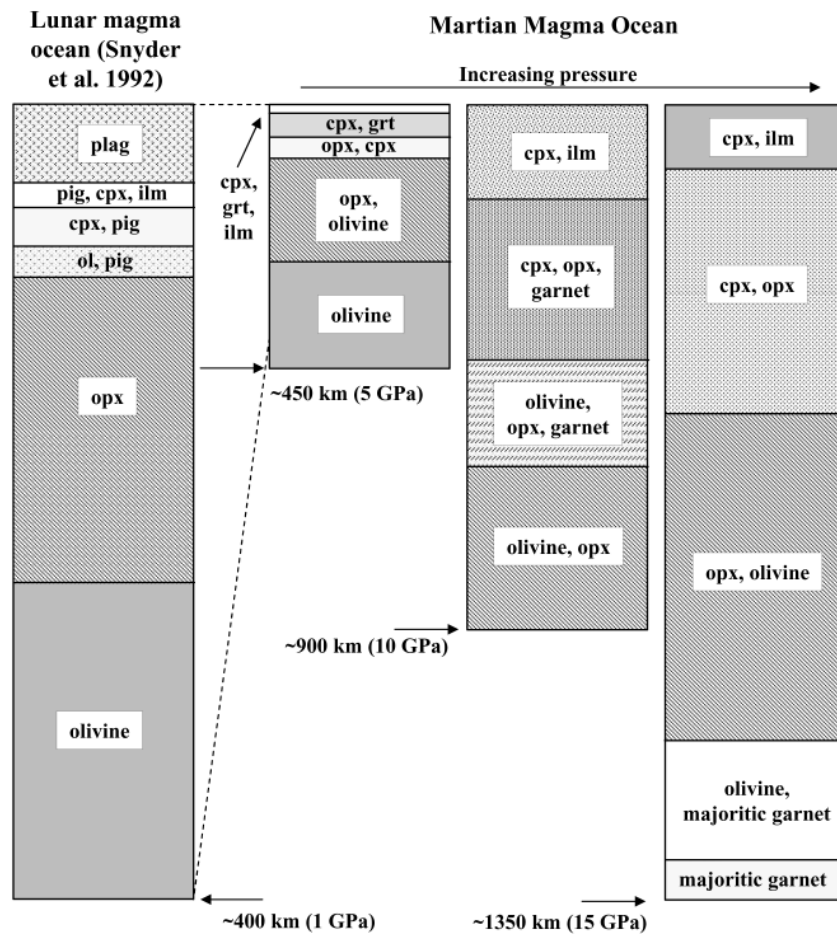 Lunar magma
ocean (Snyder
et al. 1992)
Martian Magma Ocean
Increasing pressure
plag
pig, cpx, ilm
cpx, pig
ol, pig
opx
olivine
~400 km (1 GPa)
cpx,
grt,
ilm
cpx, grt
opx, cpx
opx,
olivine
olivine
~450 km (5 GPa)
cpx, ilm
cpx, opx,
garnet
olivine,
opx, garnet
olivine, opx
~900 km (10 GPa)
cpx, ilm
cpx, opx
opx, olivine
olivine,
majoritic garnet
majoritic garnet
~1350 km (15 GPa)